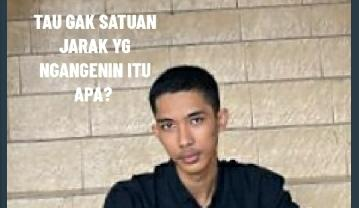 TAU GAK SATUAN
JARAK YG
NGANGENIN ITU
APA?